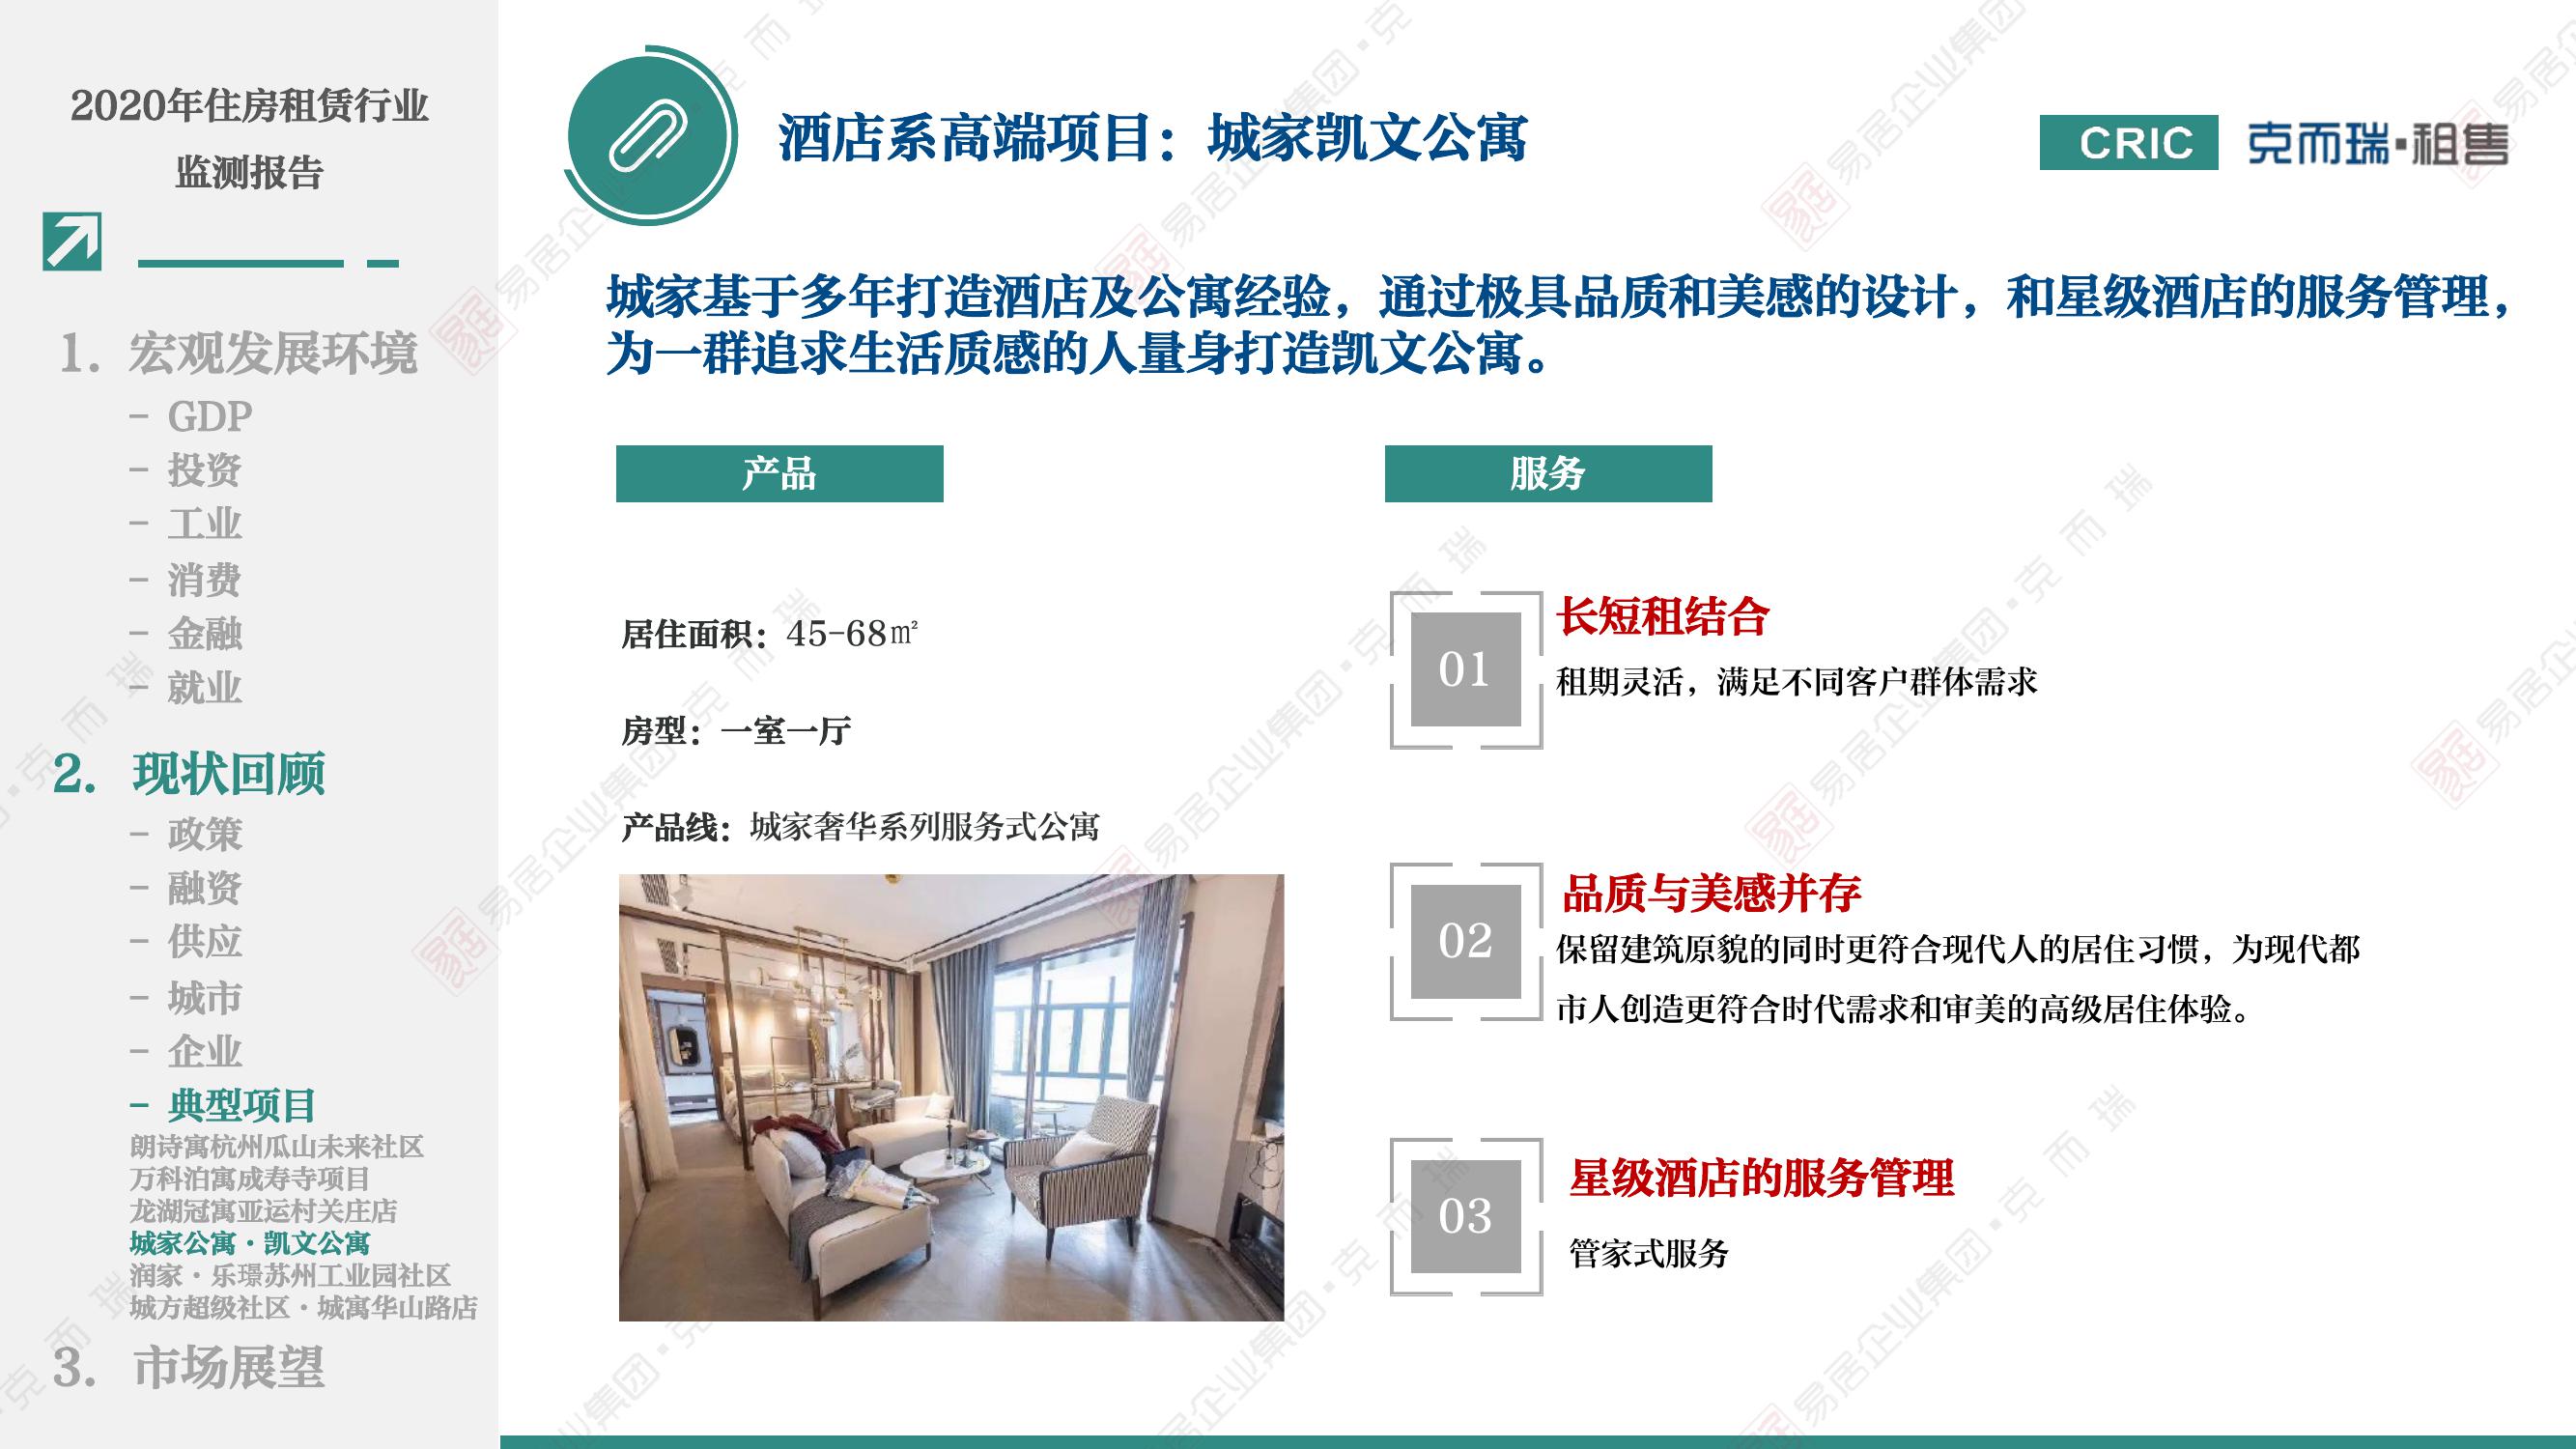 2020年住房租赁行业
监测报告
1. 宏观发展环境
- GDP
- 投资
- 工业
- 消费
- 金融
- 就业
2. 现状回顾
- 政策
- 融资
- 供应
- 城市
- 企业
- 典型项目
朗诗寓杭州瓜山未来社区
万科泊寓成寿寺项目
龙湖冠寓亚运村关庄店
城家公寓·凯文公寓
润家·乐璟苏州工业园社区
城方超级社区·城寓华山路店
3. 市场展望
酒店系高端项目：城家凯文公寓
CRIC 克而瑞·租售
城家基于多年打造酒店及公寓经验，通过极具品质和美感的设计，和星级酒店的服务管理，
为一群追求生活质感的人量身打造凯文公寓。
产品
居住面积：45-68㎡
房型：一室一厅
产品线：城家奢华系列服务式公寓
服务
01
长短租结合
租期灵活，满足不同客户群体需求
02
品质与美感并存
保留建筑原貌的同时更符合现代人的居住习惯，为现代都
市人创造更符合时代需求和审美的高级居住体验。
03
星级酒店的服务管理
管家式服务
易居企业集团·克而瑞